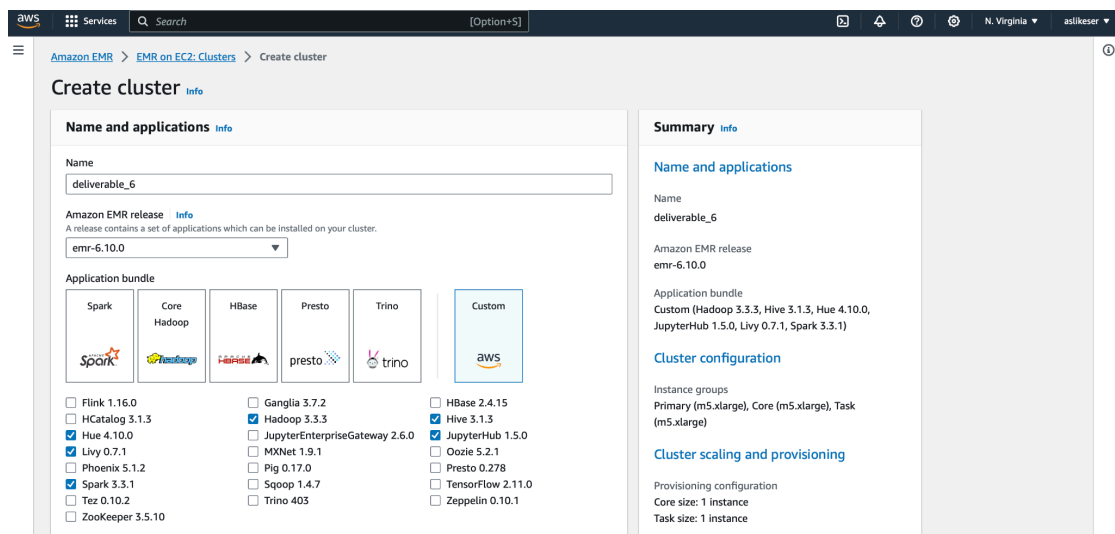 aws Services Search [Option+S] N. Virginia ▼ aslikeser ▼
Amazon EMR > EMR on EC2: Clusters > Create cluster
Create cluster Info
Name and applications Info
Name
deliverable_6
Amazon EMR release Info
A release contains a set of applications which can be installed on your cluster.
emr-6.10.0
Application bundle
Spark
APACHE Spark
Core
Hadoop
hadoop
HBase
APACHE HBASE
Presto
presto
Trino
trino
Custom
aws
Flink 1.16.0 Ganglia 3.7.2 HBase 2.4.15
HCatalog 3.1.3 Hadoop 3.3.3 Hive 3.1.3
Hue 4.10.0 JupyterEnterpriseGateway 2.6.0 JupyterHub 1.5.0
Livy 0.7.1 MXNet 1.9.1 Oozie 5.2.1
Phoenix 5.1.2 Pig 0.17.0 Presto 0.278
Spark 3.3.1 Sqoop 1.4.7 TensorFlow 2.11.0
Tez 0.10.2 Trino 403 Zeppelin 0.10.1
ZooKeeper 3.5.10
Summary Info
Name and applications
Name
deliverable_6
Amazon EMR release
emr-6.10.0
Application bundle
Custom (Hadoop 3.3.3, Hive 3.1.3, Hue 4.10.0,
JupyterHub 1.5.0, Livy 0.7.1, Spark 3.3.1)
Cluster configuration
Instance groups
Primary (m5.xlarge), Core (m5.xlarge), Task
(m5.xlarge)
Cluster scaling and provisioning
Provisioning configuration
Core size: 1 instance
Task size: 1 instance